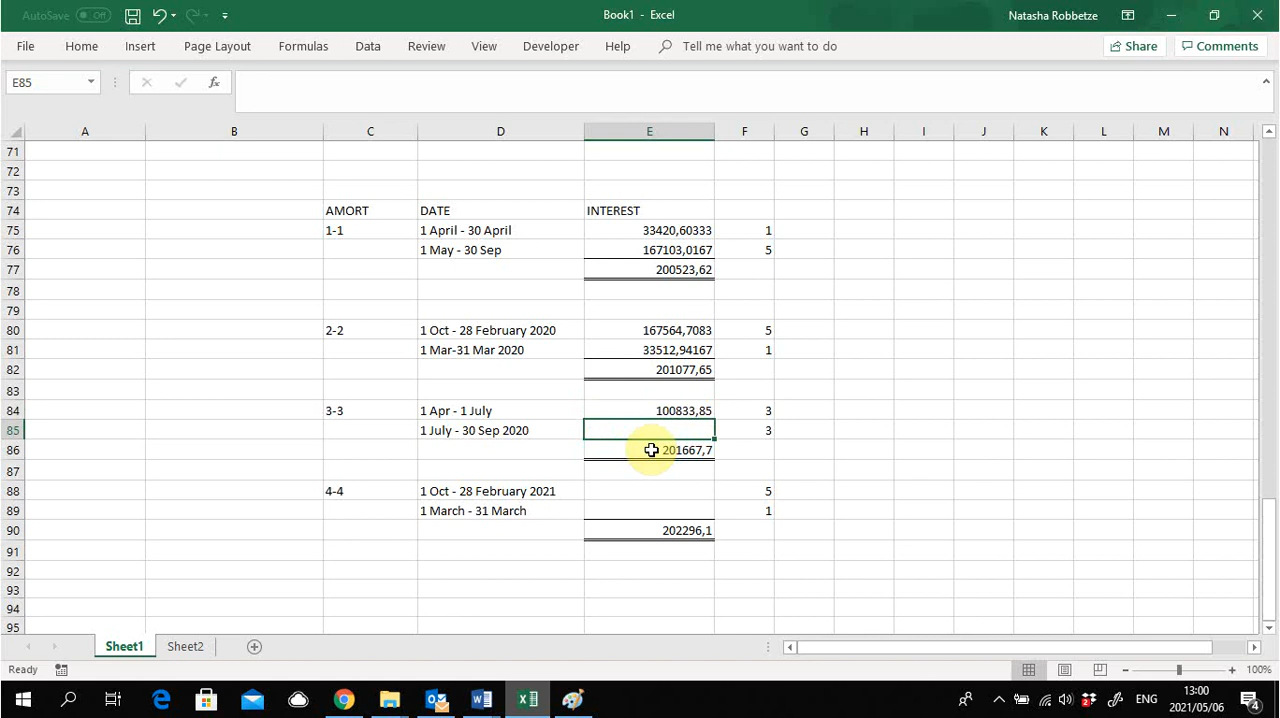 AutoSave Off Book1 - Excel Natasha Robbetze
File Home Insert Page Layout Formulas Data Review View Developer Help Tell me what you want to do Share Comments
E85 fx
A B C D E F G H I J K L M N
71
72
73
74 AMORT DATE INTEREST
75 1-1 1 April - 30 April 33420,60333 1
76 1 May - 30 Sep 167103,0167 5
77 200523,62
78
79
80 2-2 1 Oct - 28 February 2020 167564,7083 5
81 1 Mar-31 Mar 2020 33512,94167 1
82 201077,65
83
84 3-3 1 Apr - 1 July 100833,85 3
85 1 July - 30 Sep 2020 3
86 201667,7
87
88 4-4 1 Oct - 28 February 2021 5
89 1 March - 31 March 1
90 202296,1
91
92
93
94
95
Sheet1 Sheet2
Ready 100%
ENG 13:00
2021/05/06 4